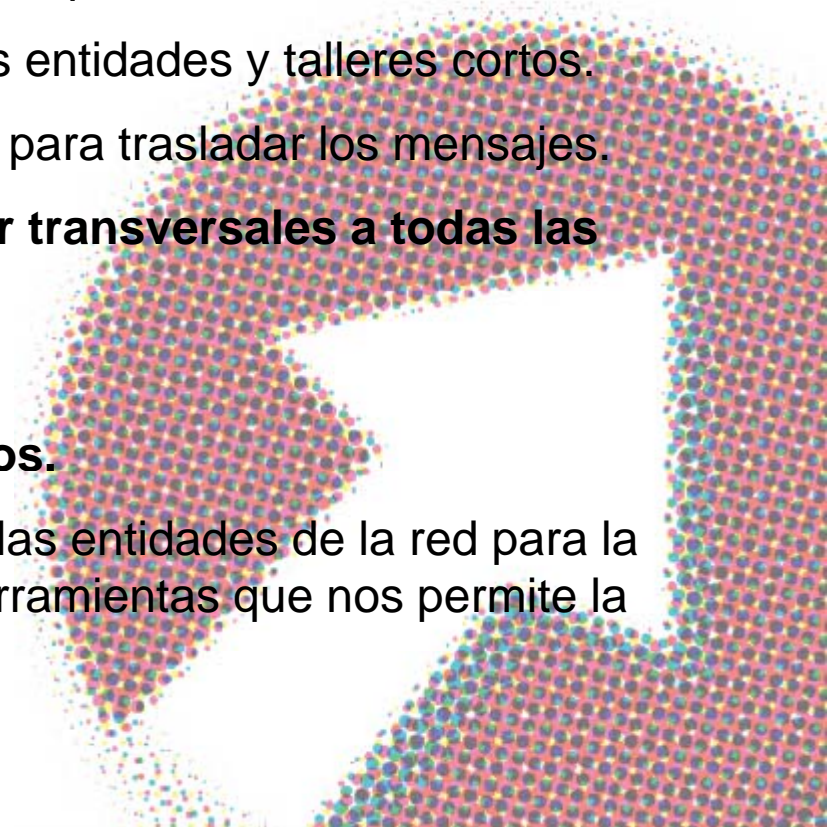 s entidades y talleres cortos.
para trasladar los mensajes.
r transversales a todas las
os.
las entidades de la red para la
rramientas que nos permite la